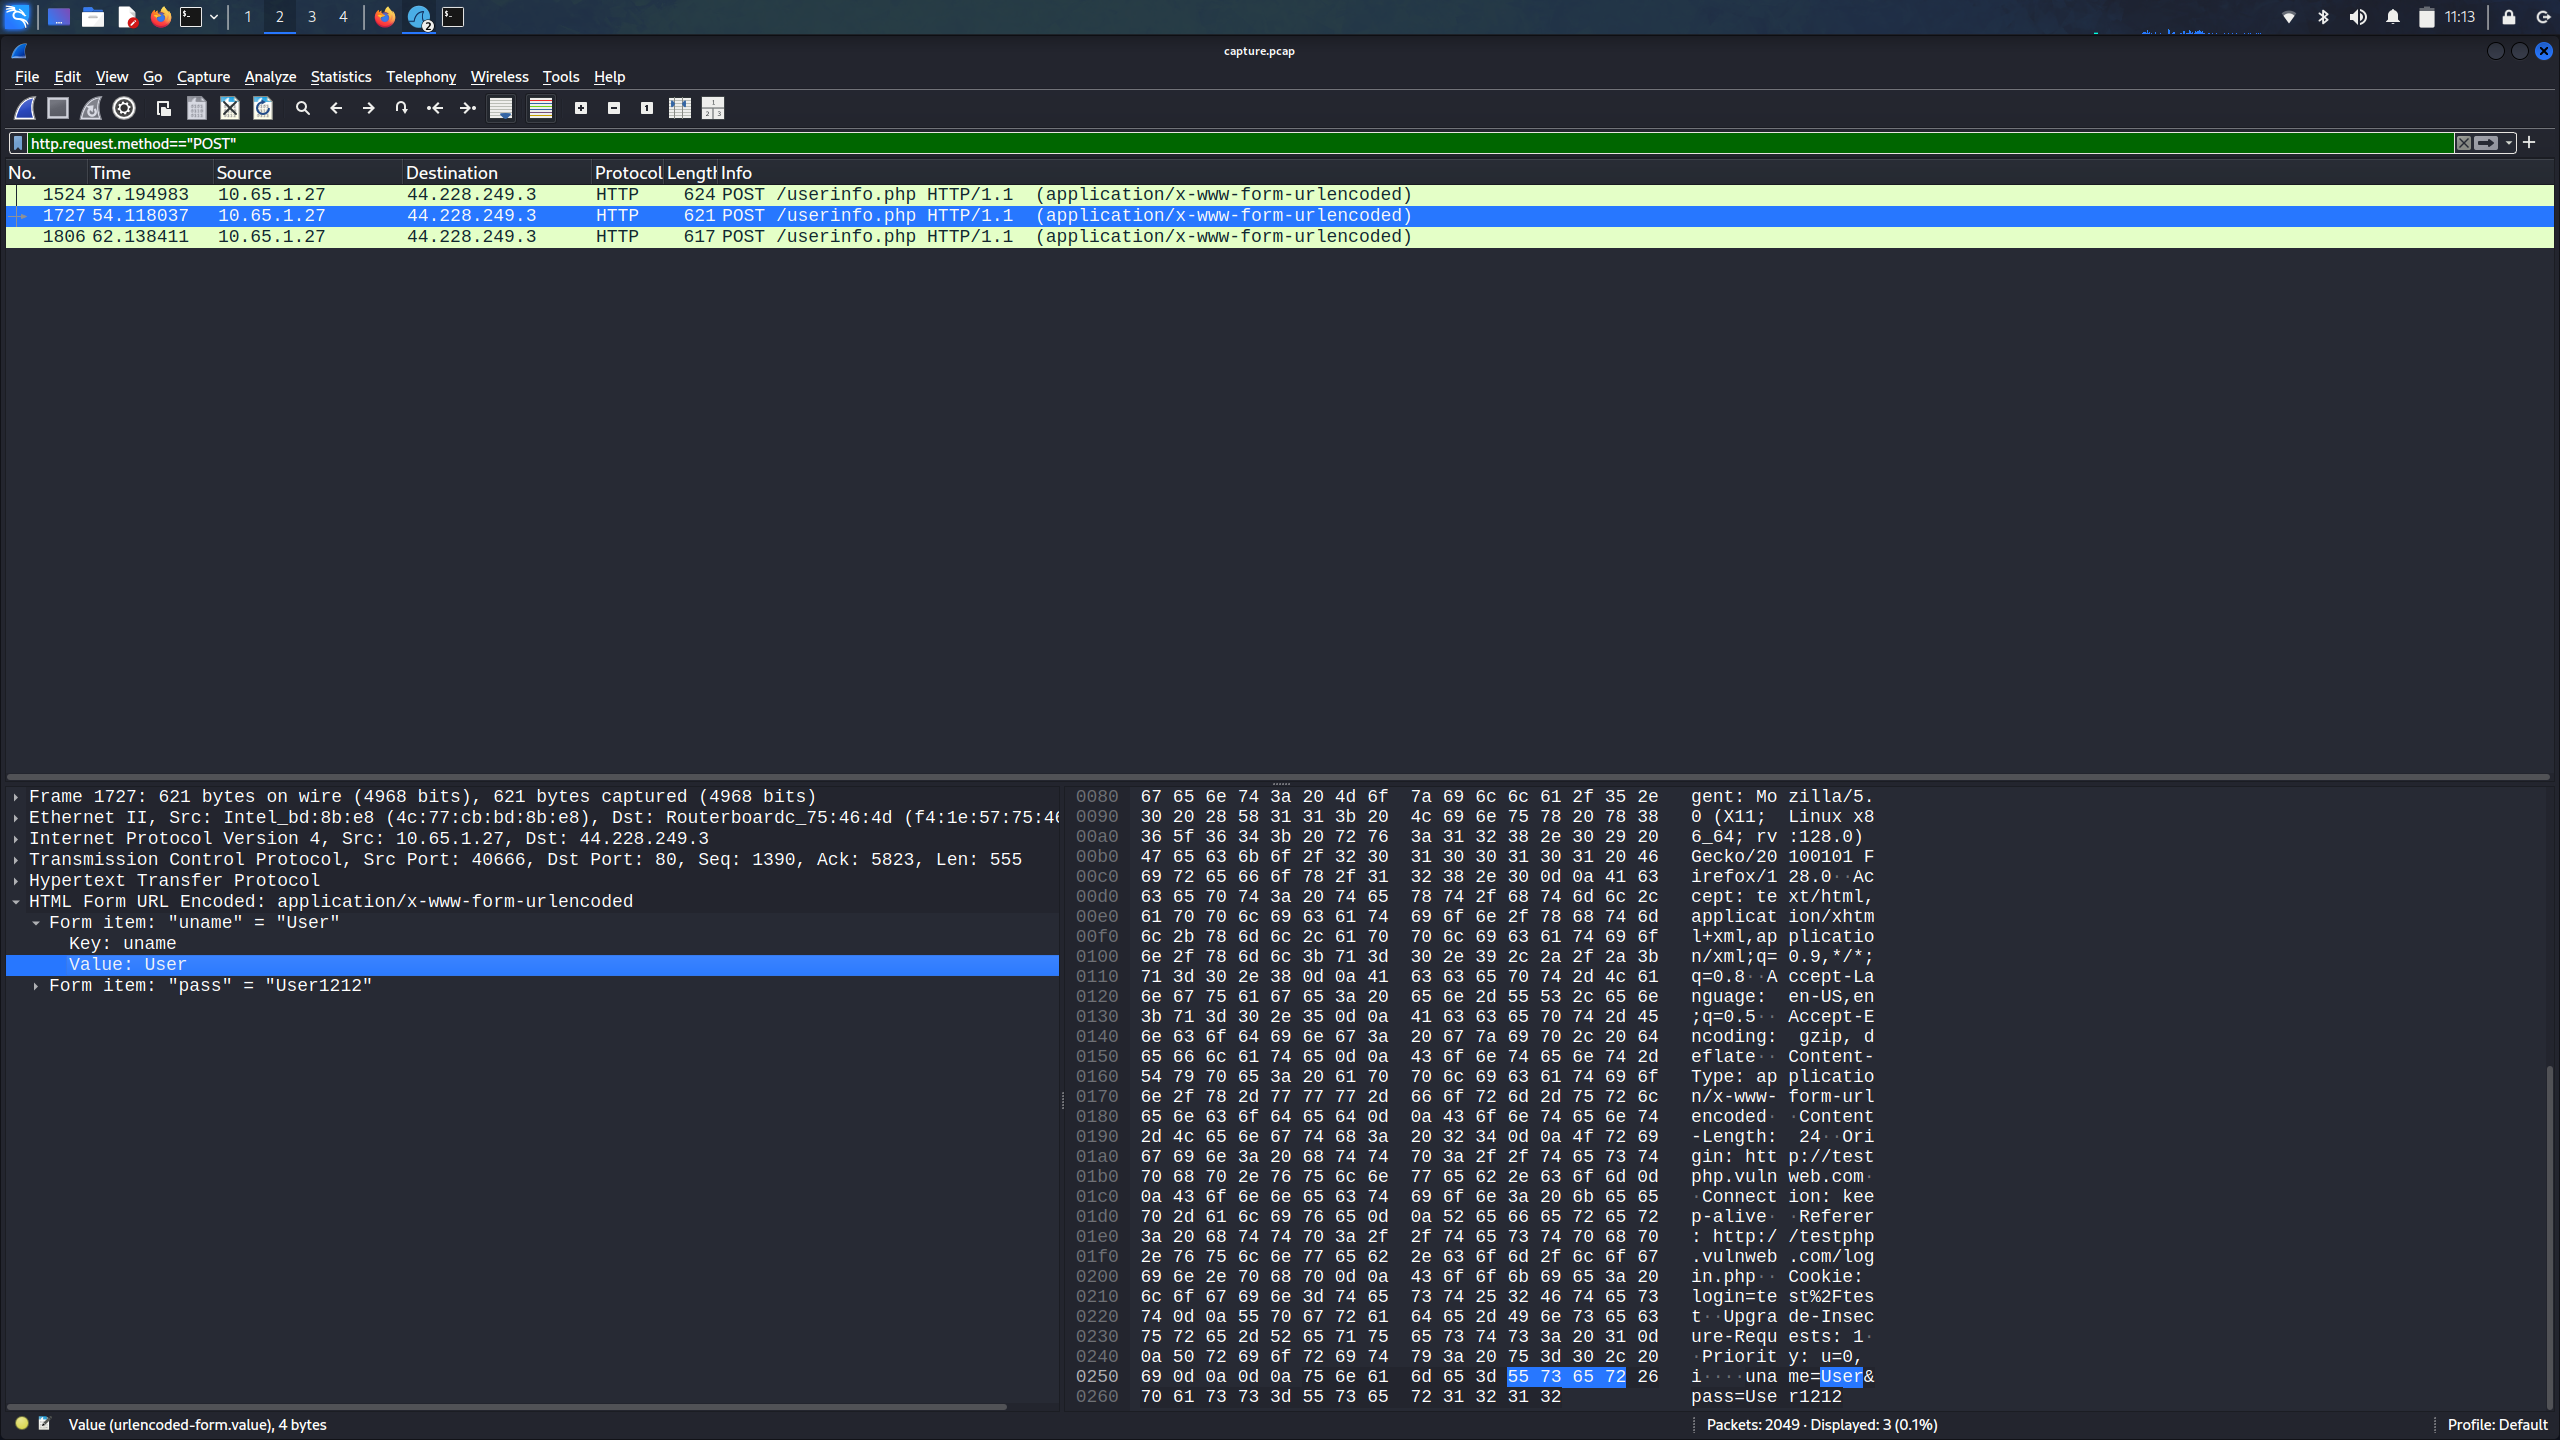 1 2 3 4 2 11:13
capture.pcap
File Edit View Go Capture Analyze Statistics Telephony Wireless Tools Help
http.request.method=="POST"
No. Time Source Destination Protocol Length Info
1524 37.194983 10.65.1.27 44.228.249.3 HTTP 624 POST /userinfo.php HTTP/1.1 (application/x-www-form-urlencoded)
1727 54.118037 10.65.1.27 44.228.249.3 HTTP 621 POST /userinfo.php HTTP/1.1 (application/x-www-form-urlencoded)
1806 62.138411 10.65.1.27 44.228.249.3 HTTP 617 POST /userinfo.php HTTP/1.1 (application/x-www-form-urlencoded)
Frame 1727: 621 bytes on wire (4968 bits), 621 bytes captured (4968 bits)
Ethernet II, Src: Intel_bd:8b:e8 (4c:77:cb:bd:8b:e8), Dst: Routerboardc_75:46:4d (f4:1e:57:75:46
Internet Protocol Version 4, Src: 10.65.1.27, Dst: 44.228.249.3
Transmission Control Protocol, Src Port: 40666, Dst Port: 80, Seq: 1390, Ack: 5823, Len: 555
Hypertext Transfer Protocol
HTML Form URL Encoded: application/x-www-form-urlencoded
Form item: "uname" = "User"
Key: uname
Value: User
Form item: "pass" = "User1212"
0080 67 65 6e 74 3a 20 4d 6f 7a 69 6c 6c 61 2f 35 2e gent: Mo zilla/5.
0090 30 20 28 58 31 31 3b 20 4c 69 6e 75 78 20 78 38 0 (X11; Linux x8
00a0 36 5f 36 34 3b 20 72 76 3a 31 32 38 2e 30 29 20 6_64; rv :128.0)
00b0 47 65 63 6b 6f 2f 32 30 31 30 30 31 30 31 20 46 Gecko/20 100101 F
00c0 69 72 65 66 6f 78 2f 31 32 38 2e 30 0d 0a 41 63 irefox/1 28.0··Ac
00d0 63 65 70 74 3a 20 74 65 78 74 2f 68 74 6d 6c 2c cept: te xt/html,
00e0 61 70 70 6c 69 63 61 74 69 6f 6e 2f 78 68 74 6d applicat ion/xhtm
00f0 6c 2b 78 6d 6c 2c 61 70 70 6c 69 63 61 74 69 6f l+xml,ap plicatio
0100 6e 2f 78 6d 6c 3b 71 3d 30 2e 39 2c 2a 2f 2a 3b n/xml;q= 0.9,*/*;
0110 71 3d 30 2e 38 0d 0a 41 63 63 65 70 74 2d 4c 61 q=0.8··A ccept-La
0120 6e 67 75 61 67 65 3a 20 65 6e 2d 55 53 2c 65 6e nguage: en-US,en
0130 3b 71 3d 30 2e 35 0d 0a 41 63 63 65 70 74 2d 45 ;q=0.5·· Accept-E
0140 6e 63 6f 64 69 6e 67 3a 20 67 7a 69 70 2c 20 64 ncoding: gzip, d
0150 65 66 6c 61 74 65 0d 0a 43 6f 6e 74 65 6e 74 2d eflate·· Content-
0160 54 79 70 65 3a 20 61 70 70 6c 69 63 61 74 69 6f Type: ap plicatio
0170 6e 2f 78 2d 77 77 77 2d 66 6f 72 6d 2d 75 72 6c n/x-www- form-url
0180 65 6e 63 6f 64 65 64 0d 0a 43 6f 6e 74 65 6e 74 encoded· ·Content
0190 2d 4c 65 6e 67 74 68 3a 20 32 34 0d 0a 4f 72 69 -Length: 24··Ori
01a0 67 69 6e 3a 20 68 74 74 70 3a 2f 2f 74 65 73 74 gin: htt p://test
01b0 70 68 70 2e 76 75 6c 6e 77 65 62 2e 63 6f 6d 0d php.vuln web.com·
01c0 0a 43 6f 6e 6e 65 63 74 69 6f 6e 3a 20 6b 65 65 ·Connect ion: kee
01d0 70 2d 61 6c 69 76 65 0d 0a 52 65 66 65 72 65 72 p-alive· ·Referer
01e0 3a 20 68 74 74 70 3a 2f 2f 74 65 73 74 70 68 70 : http:/ /testphp
01f0 2e 76 75 6c 6e 77 65 62 2e 63 6f 6d 2f 6c 6f 67 .vulnweb .com/log
0200 69 6e 2e 70 68 70 0d 0a 43 6f 6f 6b 69 65 3a 20 in.php·· Cookie:
0210 6c 6f 67 69 6e 3d 74 65 73 74 25 32 46 74 65 73 login=te st%2Ftes
0220 74 0d 0a 55 70 67 72 61 64 65 2d 49 6e 73 65 63 t··Upgra de-Insec
0230 75 72 65 2d 52 65 71 75 65 73 74 73 3a 20 31 0d ure-Requ ests: 1·
0240 0a 50 72 69 6f 72 69 74 79 3a 20 75 3d 30 2c 20 ·Priorit y: u=0,
0250 69 0d 0a 0d 0a 75 6e 61 6d 65 3d 55 73 65 72 26 i····una me=User&
0260 70 61 73 73 3d 55 73 65 72 31 32 31 32 pass=Use r1212
Value (urlencoded-form.value), 4 bytes Packets: 2049 · Displayed: 3 (0.1%) Profile: Default